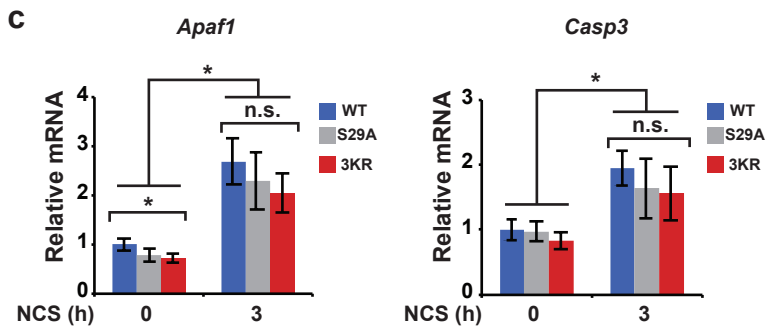 c
Apaf1
Relative mRNA
4
3
2
1
0
*
*
n.s.
WT
S29A
3KR
NCS (h)
0
3
Casp3
Relative mRNA
3
2
1
0
*
n.s.
WT
S29A
3KR
NCS (h)
0
3